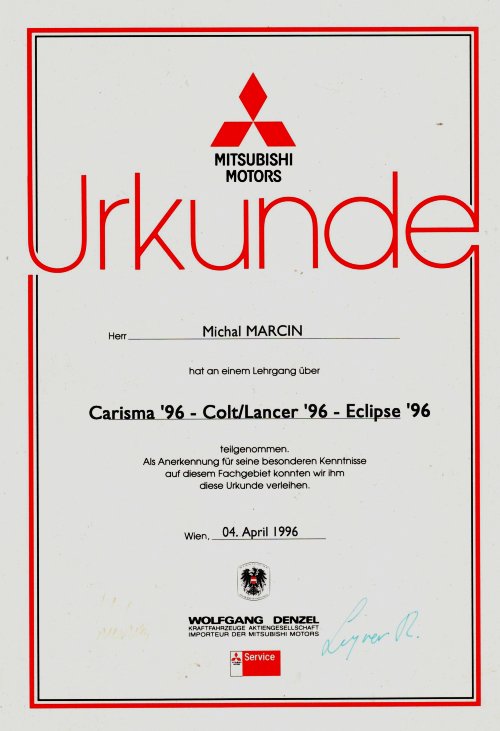 MITSUBISHI
MOTORS
Urkunde
Herr Michal MARCIN
hat an einem Lehrgang über
Carisma '96 - Colt/Lancer '96 - Eclipse '96
teilgenommen.
Als Anerkennung für seine besonderen Kenntnisse
auf diesem Fachgebiet konnten wir ihm
diese Urkunde verleihen.
Wien, 04. April 1996
WOLFGANG DENZEL
KRAFTFAHRZEUGE AKTIENGESELLSCHAFT
IMPORTEUR DER MITSUBISHI MOTORS
Service